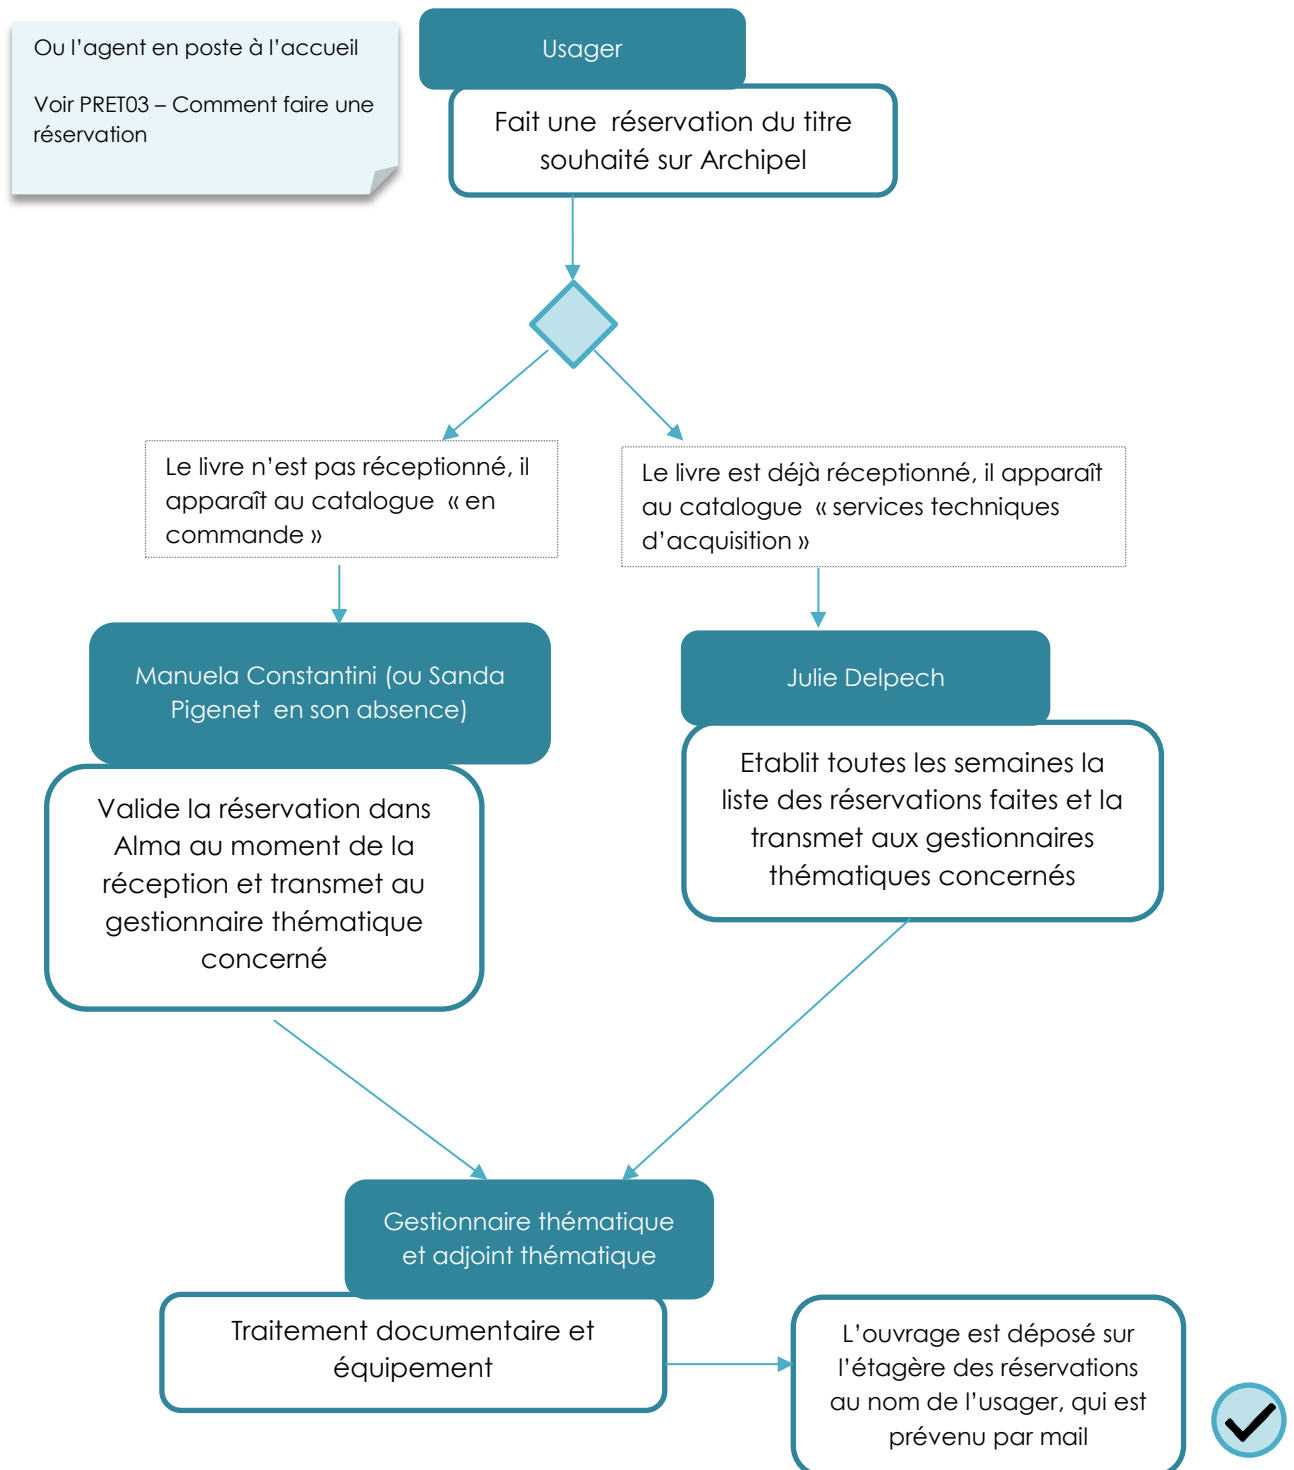 Ou l'agent en poste à l'accueil
Voir PRET03 – Comment faire une
réservation
Usager
Fait une réservation du titre
souhaité sur Archipel
Le livre n'est pas réceptionné, il
apparaît au catalogue « en
commande »
Le livre est déjà réceptionné, il apparaît
au catalogue « services techniques
d'acquisition »
Manuela Constantini (ou Sanda
Pigenet en son absence)
Valide la réservation dans
Alma au moment de la
réception et transmet au
gestionnaire thématique
concerné
Julie Delpech
Etablit toutes les semaines la
liste des réservations faites et la
transmet aux gestionnaires
thématiques concernés
Gestionnaire thématique
et adjoint thématique
Traitement documentaire et
équipement
L'ouvrage est déposé sur
l'étagère des réservations
au nom de l'usager, qui est
prévenu par mail